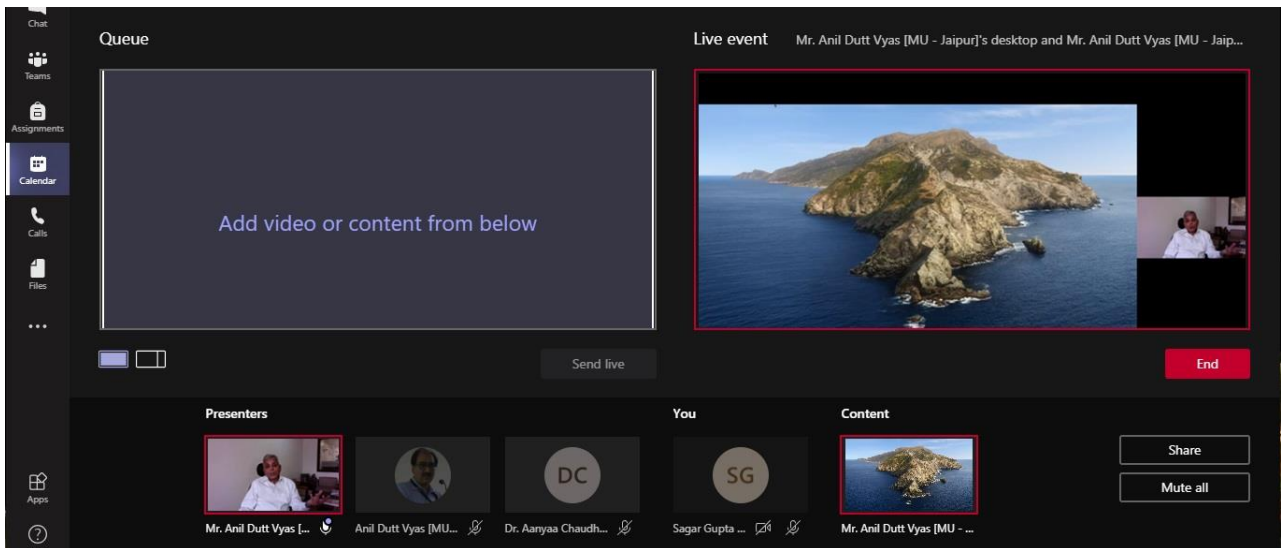 Chat
Teams
Assignments
Calendar
Calls
Files
Apps
Queue
Live event Mr. Anil Dutt Vyas [MU - Jaipur]'s desktop and Mr. Anil Dutt Vyas [MU - Jaip...
Add video or content from below
Send live
End
Presenters
You
Content
DC
SG
Mr. Anil Dutt Vyas [...
Anil Dutt Vyas [MU...
Dr. Aanyaa Chaudh...
Sagar Gupta ...
Mr. Anil Dutt Vyas [MU - ...
Share
Mute all